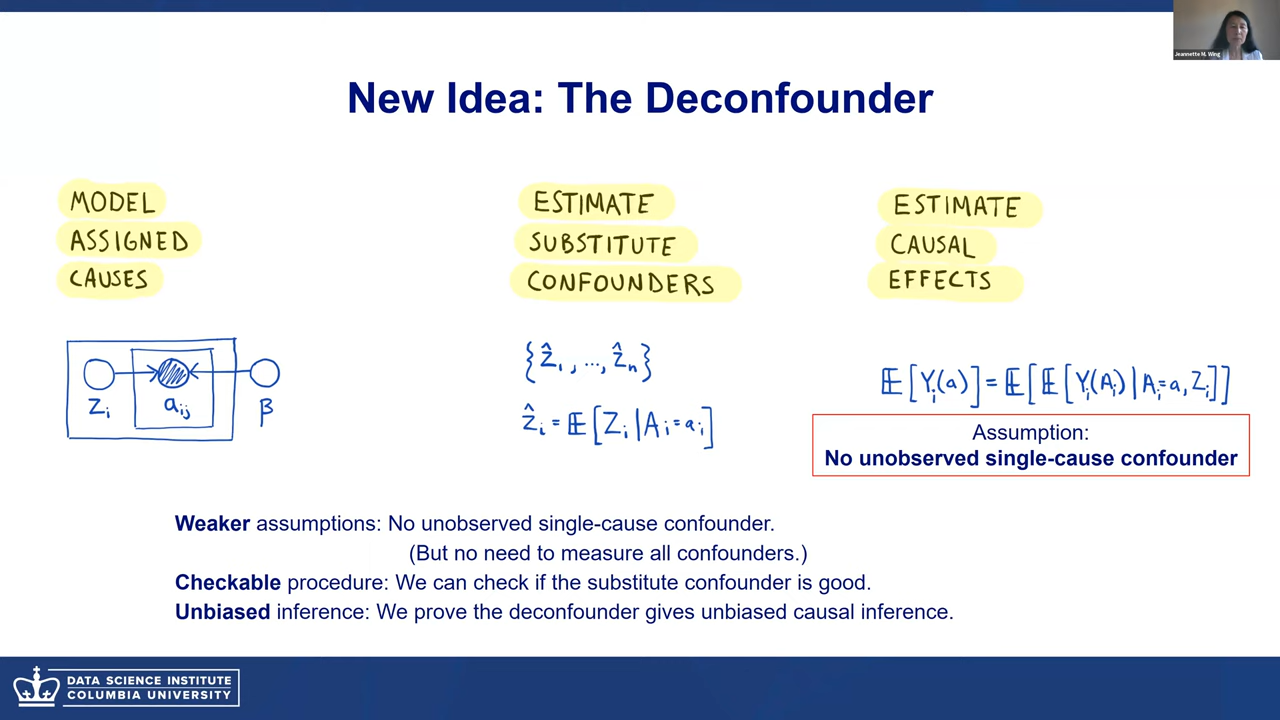 Jeannette M. Wing
New Idea: The Deconfounder
MODEL
ASSIGNED
CAUSES
ESTIMATE
SUBSTITUTE
CONFOUNDERS
ESTIMATE
CAUSAL
EFFECTS
Zᵢ aᵢⱼ β
{Ẑ₁, ..., Ẑₙ}
Ẑᵢ = 𝔼[Zᵢ | Aᵢ = aᵢ]
𝔼[Yᵢ(a)] = 𝔼[𝔼[Yᵢ(Aᵢ) | Aᵢ = a, Zᵢ]]
Assumption:
No unobserved single-cause confounder
Weaker assumptions: No unobserved single-cause confounder.
(But no need to measure all confounders.)
Checkable procedure: We can check if the substitute confounder is good.
Unbiased inference: We prove the deconfounder gives unbiased causal inference.
DATA SCIENCE INSTITUTE
COLUMBIA UNIVERSITY